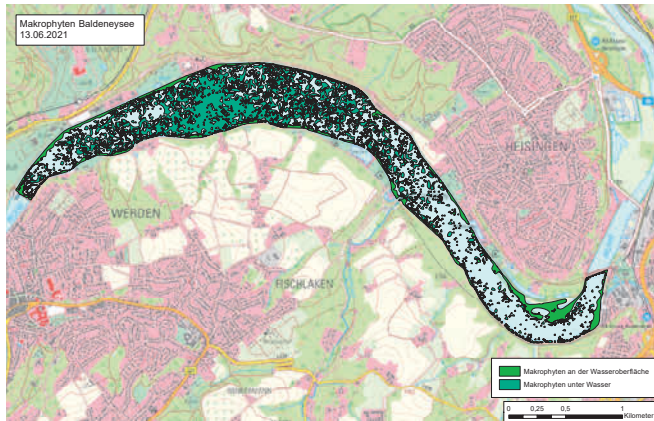 Makrophyten Baldeneysee
13.06.2021
HEISINGEN
WERDEN
FISCHLAKEN
Makrophyten an der Wasseroberfläche
Makrophyten unter Wasser
0 0,25 0,5 1
Kilometer